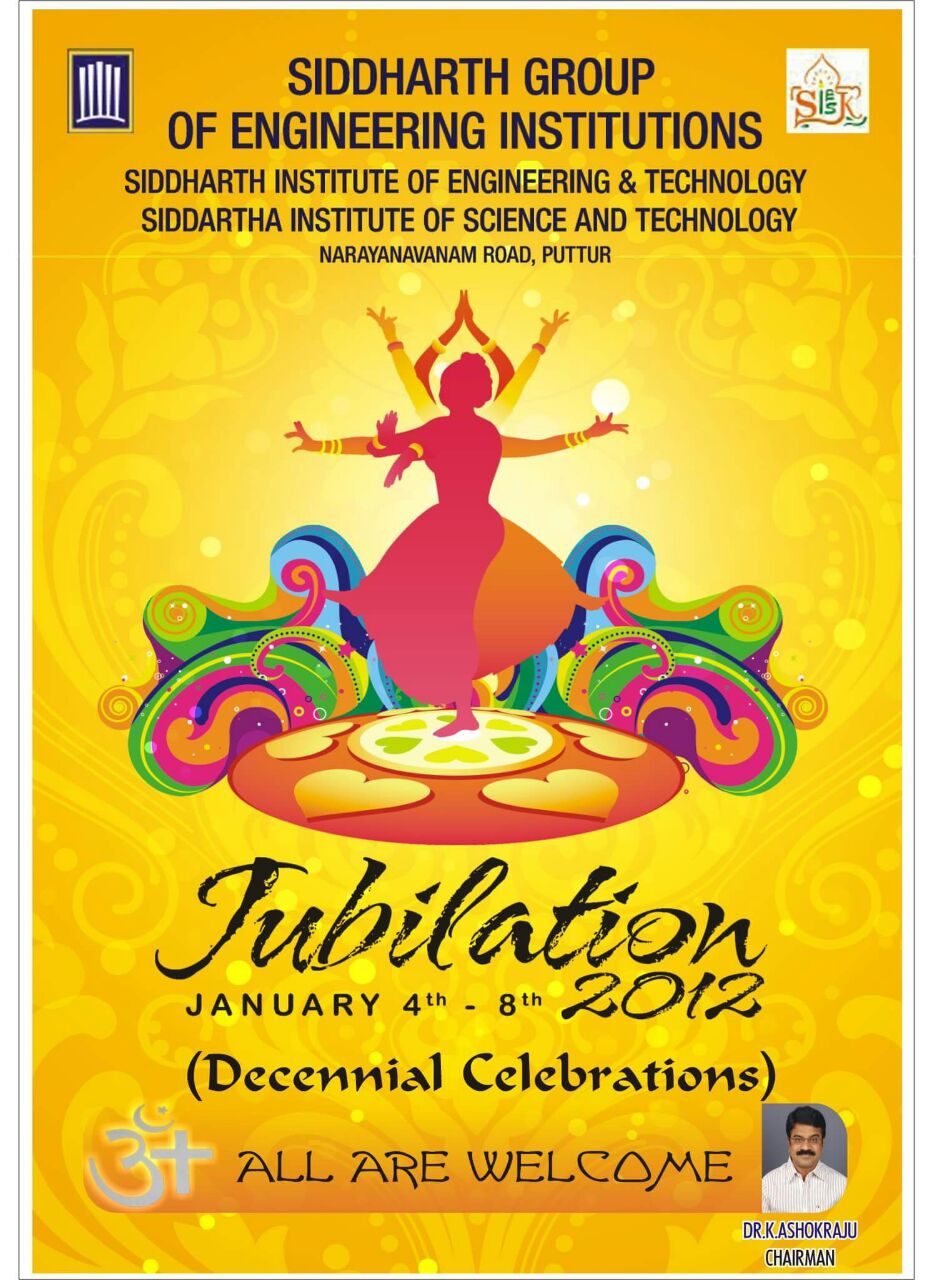 SIDDHARTH GROUP
OF ENGINEERING INSTITUTIONS
SIDDHARTH INSTITUTE OF ENGINEERING & TECHNOLOGY
SIDDARTHA INSTITUTE OF SCIENCE AND TECHNOLOGY
NARAYANAVANAM ROAD, PUTTUR
Jubilation
JANUARY 4th - 8th 2012
(Decennial Celebrations)
ALL ARE WELCOME
DR.K.ASHOKRAJU
CHAIRMAN